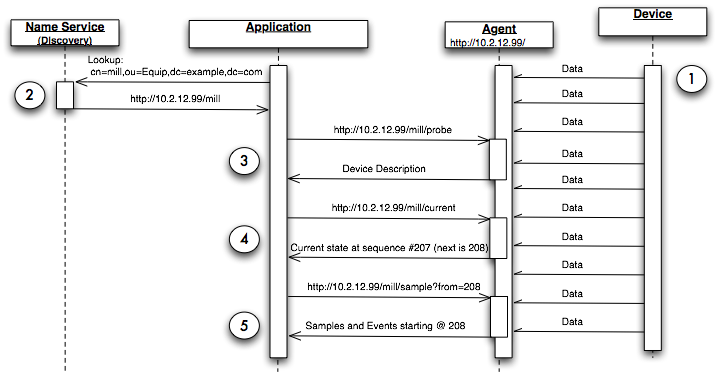 Name Service
(Discovery)
Application
Agent
http://10.2.12.99/
Device
Lookup:
cn=mill,ou=Equip,dc=example,dc=com
http://10.2.12.99/mill
http://10.2.12.99/mill/probe
Device Description
http://10.2.12.99/mill/current
Current state at sequence #207 (next is 208)
http://10.2.12.99/mill/sample?from=208
Samples and Events starting @ 208
Data
Data
Data
Data
Data
Data
Data
Data
Data
Data
1
2
3
4
5